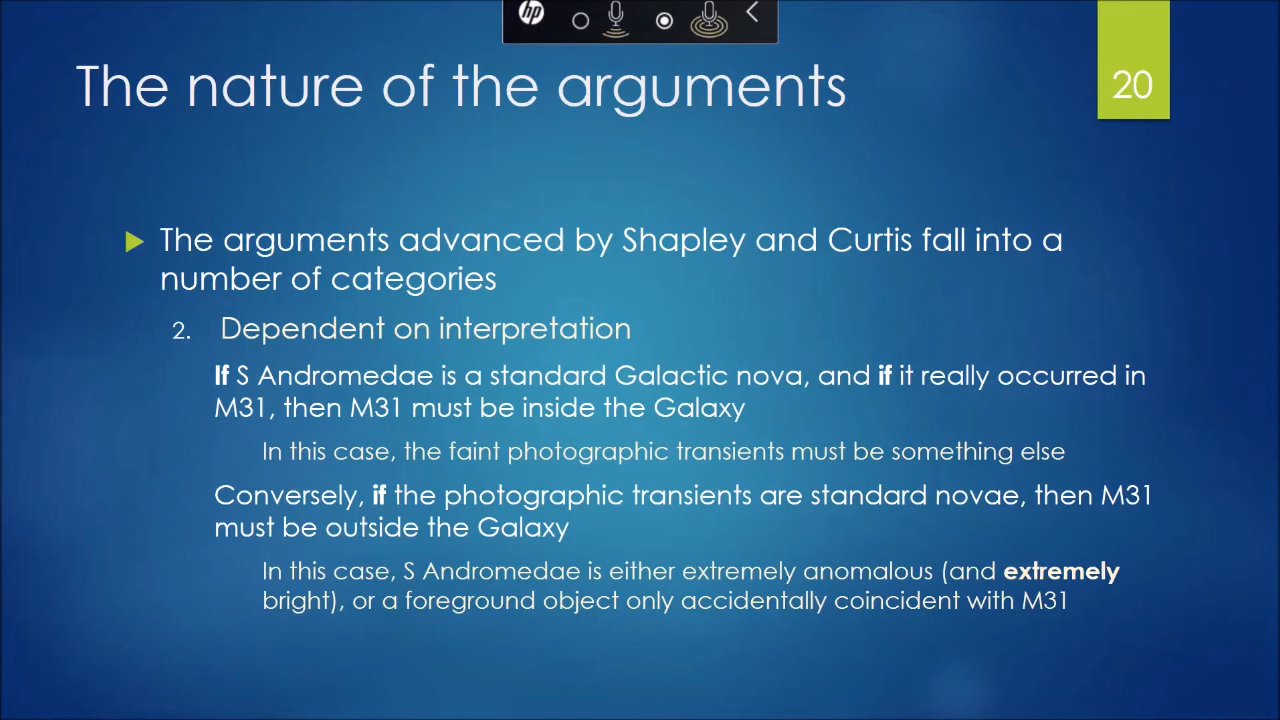 hp
The nature of the arguments
20
The arguments advanced by Shapley and Curtis fall into a
number of categories
2. Dependent on interpretation
If S Andromedae is a standard Galactic nova, and if it really occurred in
M31, then M31 must be inside the Galaxy
In this case, the faint photographic transients must be something else
Conversely, if the photographic transients are standard novae, then M31
must be outside the Galaxy
In this case, S Andromedae is either extremely anomalous (and extremely
bright), or a foreground object only accidentally coincident with M31